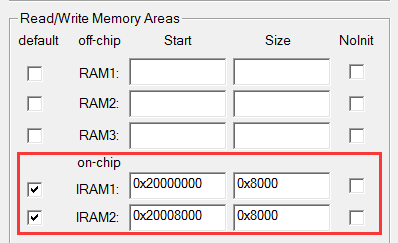 Read/Write Memory Areas
default off-chip Start Size NoInit
RAM1:
RAM2:
RAM3:
on-chip
IRAM1: 0x20000000 0x8000
IRAM2: 0x20008000 0x8000